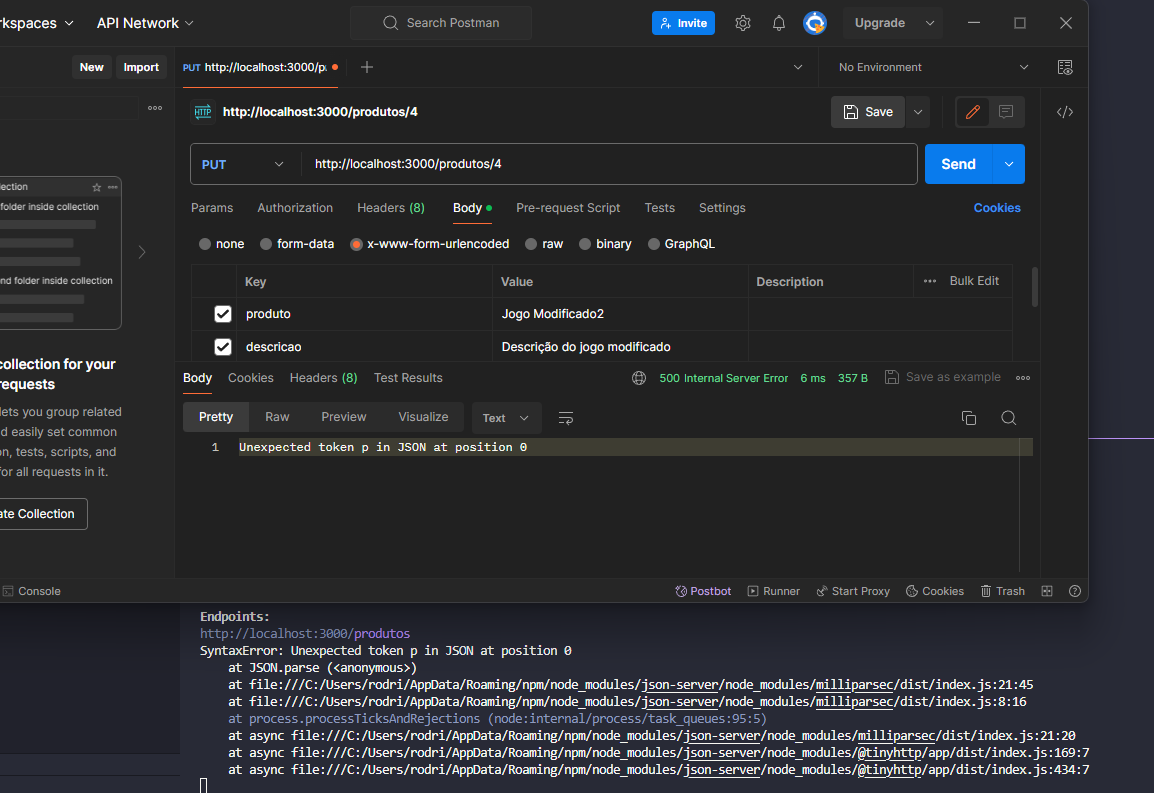 rkspaces API Network Search Postman Invite Upgrade
New Import PUT http://localhost:3000/p No Environment
HTTP http://localhost:3000/produtos/4 Save
PUT http://localhost:3000/produtos/4 Send
Params Authorization Headers (8) Body Pre-request Script Tests Settings Cookies
none form-data x-www-form-urlencoded raw binary GraphQL
Key Value Description Bulk Edit
produto Jogo Modificado2
descricao Descrição do jogo modificado
lection
folder inside collection
nd folder inside collection
collection for your
requests
lets you group related
d easily set common
on, tests, scripts, and
for all requests in it.
ate Collection
Body Cookies Headers (8) Test Results 500 Internal Server Error 6 ms 357 B Save as example
Pretty Raw Preview Visualize Text
1 Unexpected token p in JSON at position 0
Console Postbot Runner Start Proxy Cookies Trash
Endpoints:
http://localhost:3000/produtos
SyntaxError: Unexpected token p in JSON at position 0
at JSON.parse (<anonymous>)
at file:///C:/Users/rodri/AppData/Roaming/npm/node_modules/json-server/node_modules/milliparsec/dist/index.js:21:45
at file:///C:/Users/rodri/AppData/Roaming/npm/node_modules/json-server/node_modules/milliparsec/dist/index.js:8:16
at process.processTicksAndRejections (node:internal/process/task_queues:95:5)
at async file:///C:/Users/rodri/AppData/Roaming/npm/node_modules/json-server/node_modules/milliparsec/dist/index.js:21:20
at async file:///C:/Users/rodri/AppData/Roaming/npm/node_modules/json-server/node_modules/@tinyhttp/app/dist/index.js:169:7
at async file:///C:/Users/rodri/AppData/Roaming/npm/node_modules/json-server/node_modules/@tinyhttp/app/dist/index.js:434:7